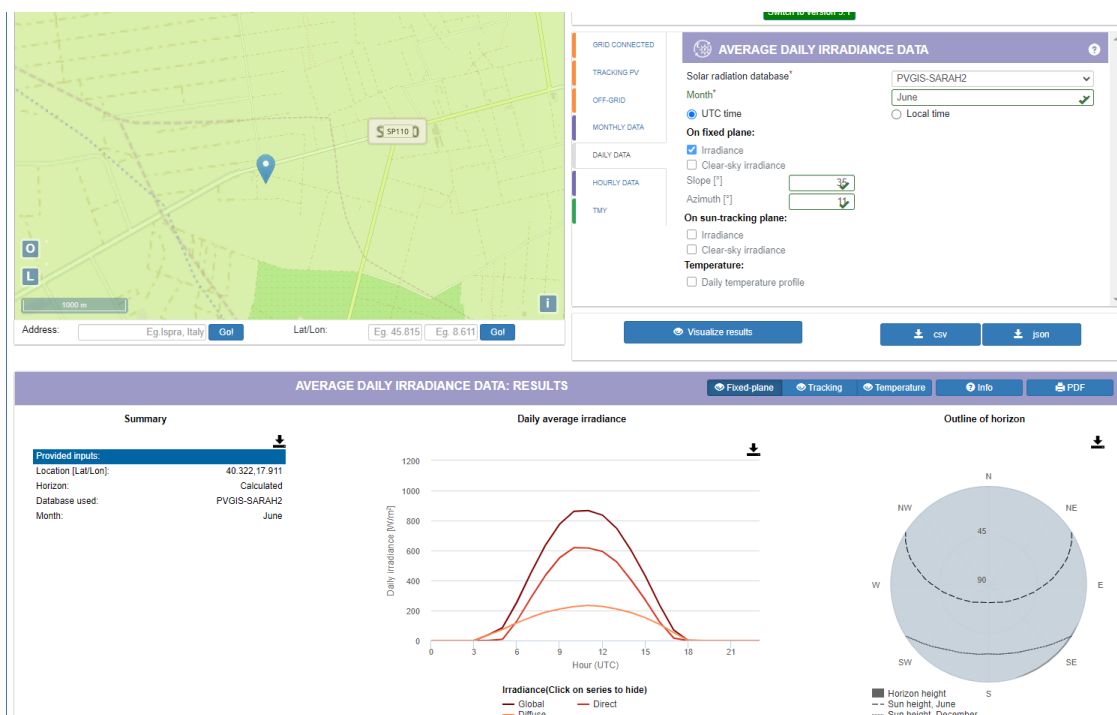 Switch to version 5.1
SP110
O
L
1000 m
i
Address:
Eg.Ispra, Italy
Go!
Lat/Lon:
Eg. 45.815
Eg. 8.611
Go!
GRID CONNECTED
TRACKING PV
OFF-GRID
MONTHLY DATA
DAILY DATA
HOURLY DATA
TMY
AVERAGE DAILY IRRADIANCE DATA
?
Solar radiation database*
PVGIS-SARAH2
Month*
June
UTC time
Local time
On fixed plane:
Irradiance
Clear-sky irradiance
Slope [°]
35
Azimuth [°]
11
On sun-tracking plane:
Irradiance
Clear-sky irradiance
Temperature:
Daily temperature profile
Visualize results
csv
json
AVERAGE DAILY IRRADIANCE DATA: RESULTS
Fixed-plane
Tracking
Temperature
Info
PDF
Summary
Provided inputs:
Location [Lat/Lon]: 40.322,17.911
Horizon: Calculated
Database used: PVGIS-SARAH2
Month: June
Daily average irradiance
1200
1000
800
600
400
200
0
Daily irradiance [W/m²]
0 3 6 9 12 15 18 21
Hour (UTC)
Irradiance(Click on series to hide)
Global Direct
Diffuse
Outline of horizon
N
NW NE
45
W 90 E
SW SE
S
Horizon height
Sun height, June
Sun height, December